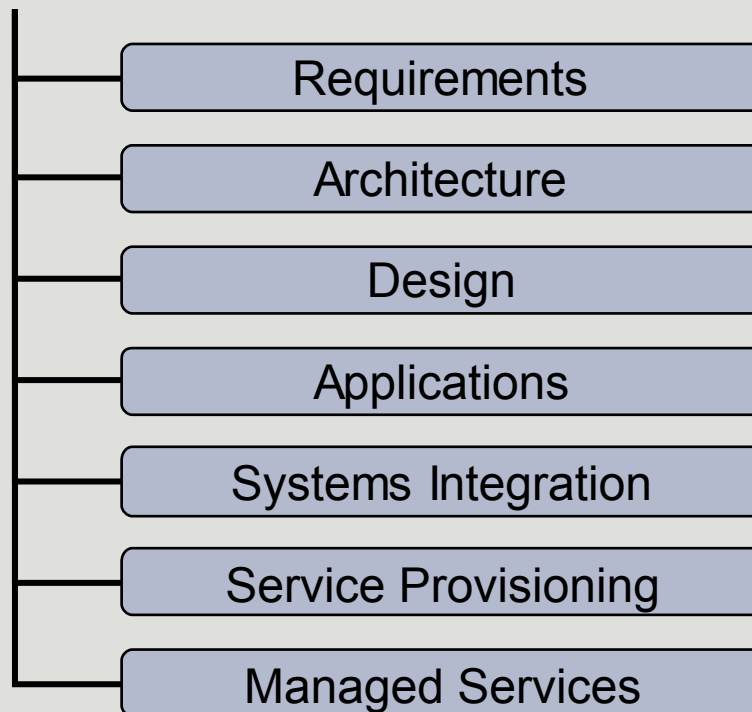 Requirements
Architecture
Design
Applications
Systems Integration
Service Provisioning
Managed Services